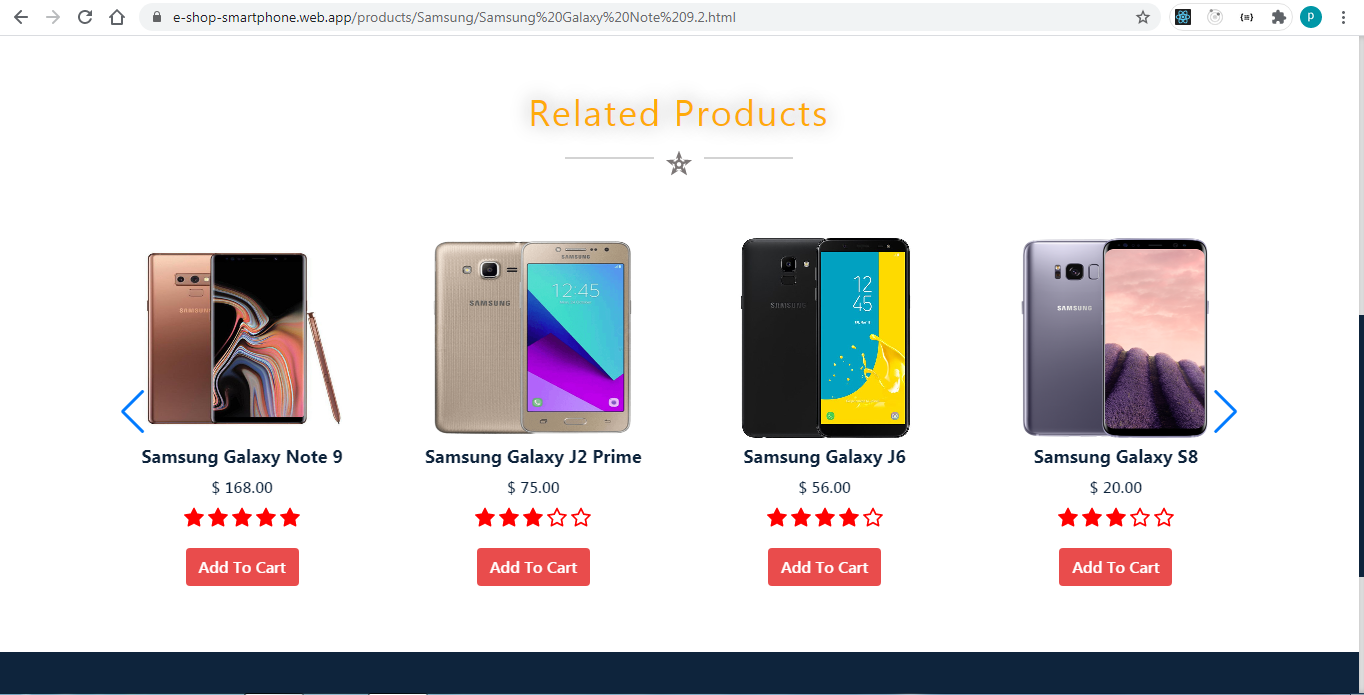 e-shop-smartphone.web.app/products/Samsung/Samsung%20Galaxy%20Note%209.2.html
p
Related Products
SAMSUNG
SAMSUNG
12:45
SAMSUNG
SAMSUNG
12
45
SAMSUNG
Samsung Galaxy Note 9
Samsung Galaxy J2 Prime
Samsung Galaxy J6
Samsung Galaxy S8
$ 168.00
$ 75.00
$ 56.00
$ 20.00
Add To Cart
Add To Cart
Add To Cart
Add To Cart